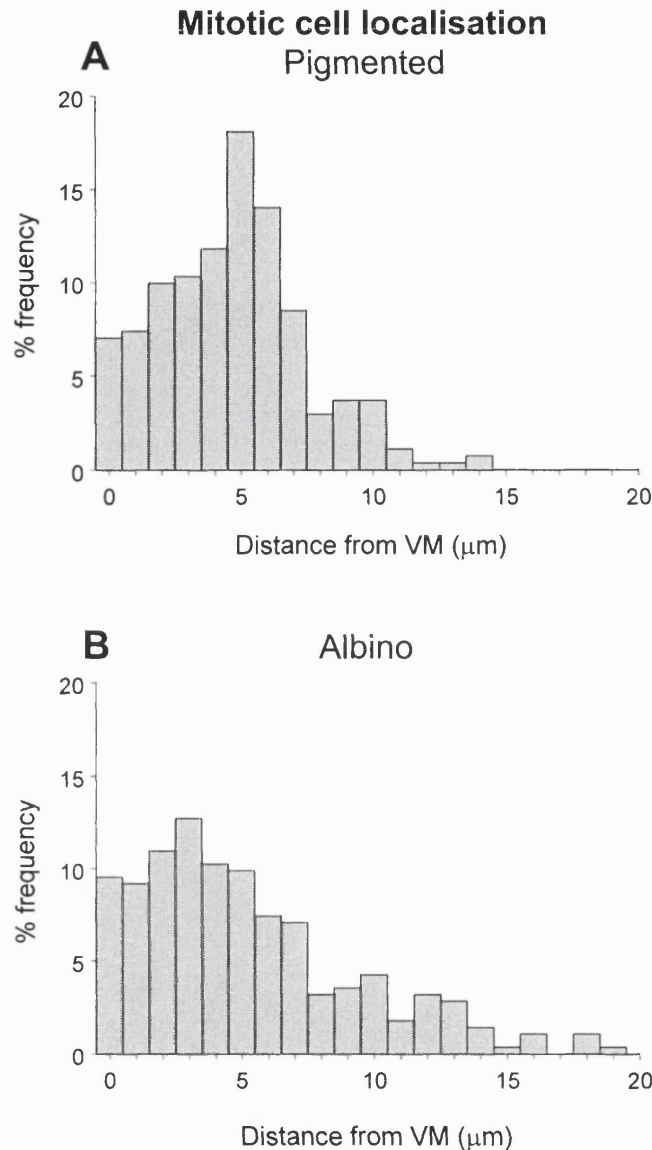 Mitotic cell localisation
A
Pigmented
20
15
10
5
0
% frequency
0 5 10 15 20
Distance from VM (μm)
B
Albino
20
15
10
5
0
% frequency
0 5 10 15 20
Distance from VM (μm)